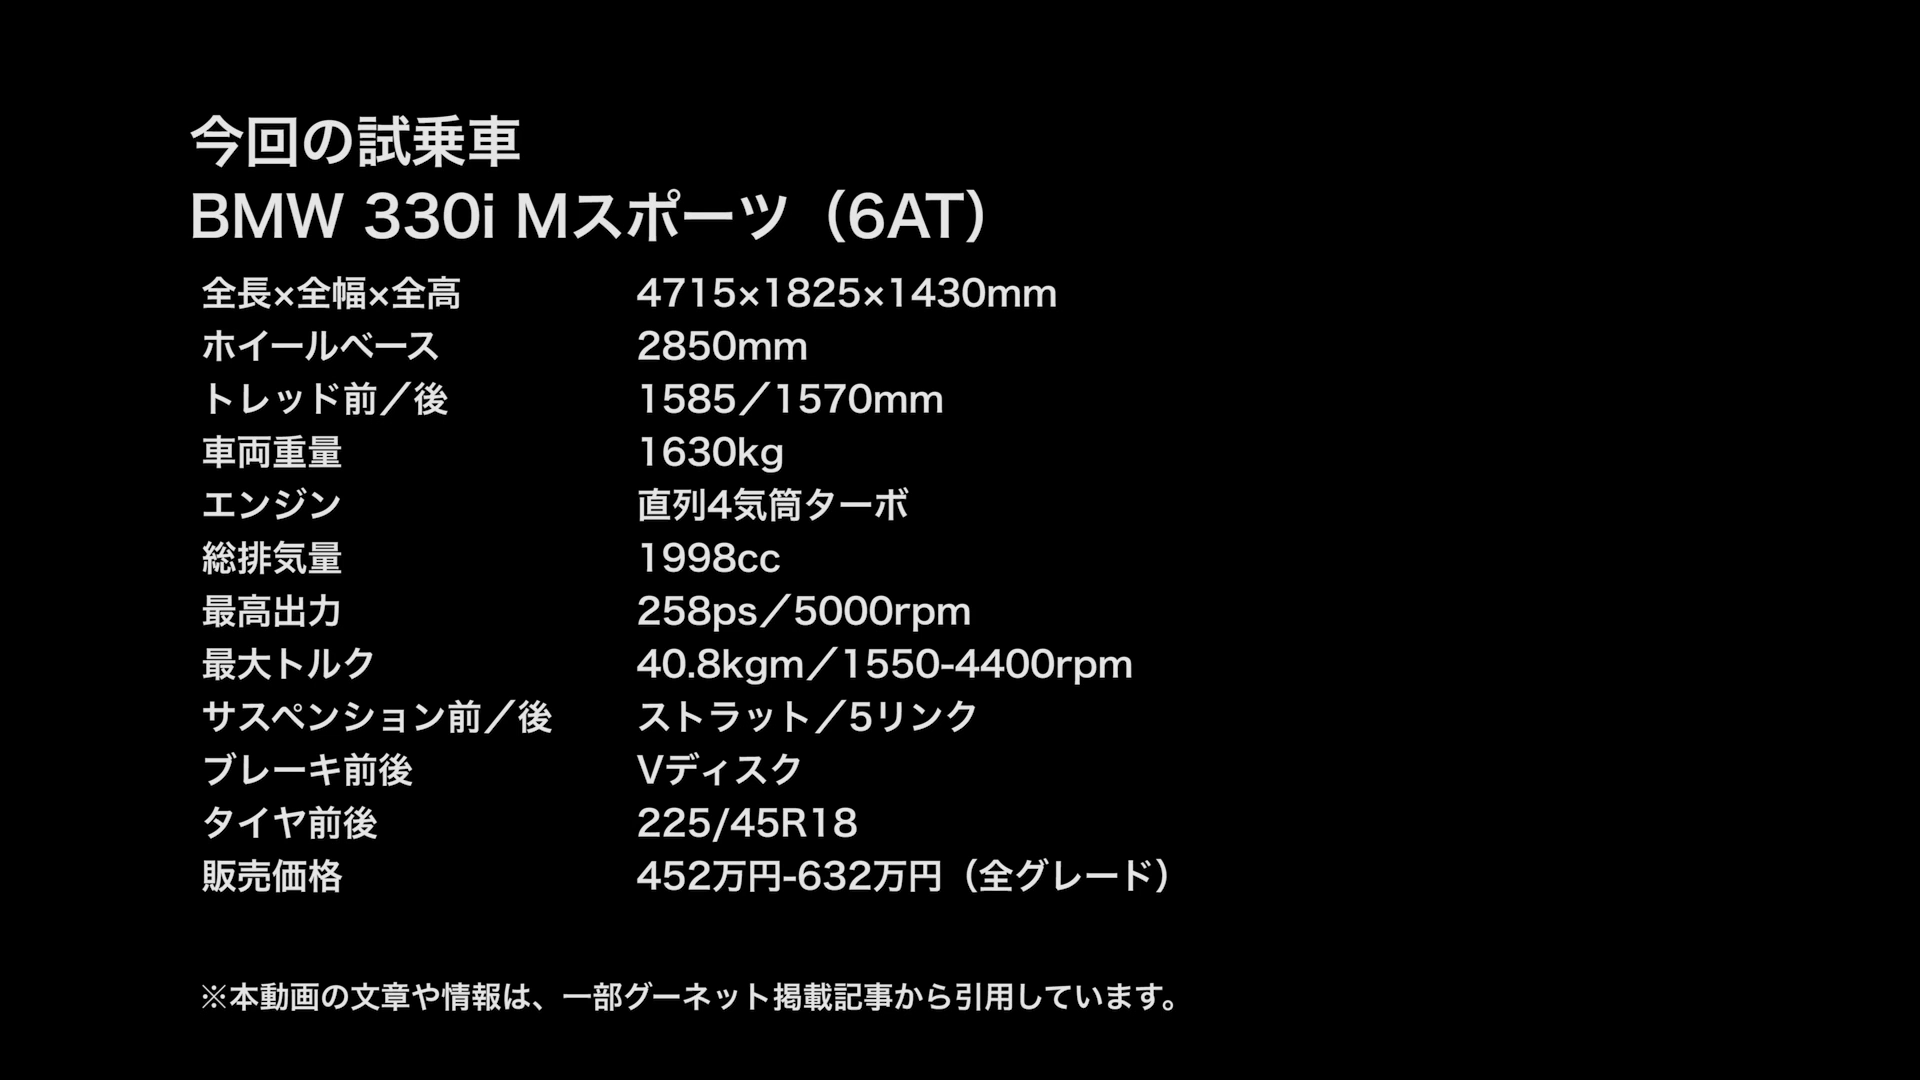 今回の試乗車
BMW 330i Mスポーツ（6AT）
全長×全幅×全高 4715×1825×1430mm
ホイールベース 2850mm
トレッド前／後 1585／1570mm
車両重量 1630kg
エンジン 直列4気筒ターボ
総排気量 1998cc
最高出力 258ps／5000rpm
最大トルク 40.8kgm／1550-4400rpm
サスペンション前／後 ストラット／5リンク
ブレーキ前後 Vディスク
タイヤ前後 225/45R18
販売価格 452万円-632万円（全グレード）
※本動画の文章や情報は、一部グーネット掲載記事から引用しています。